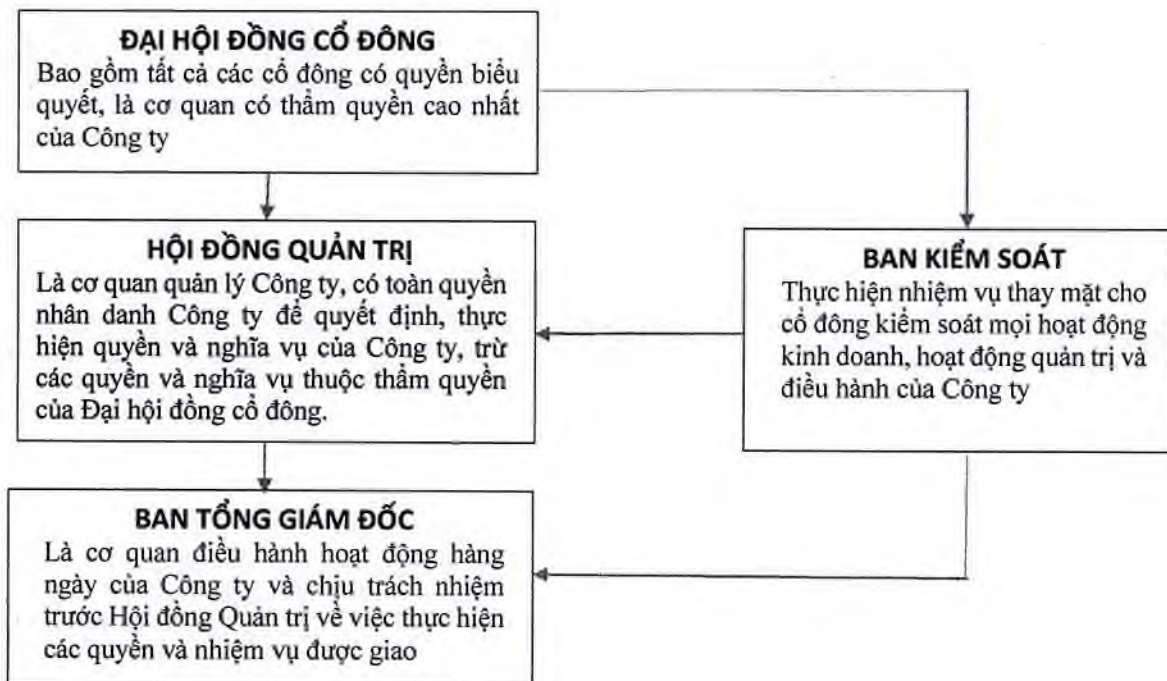 ĐẠI HỘI ĐỒNG CỔ ĐÔNG
Bao gồm tất cả các cổ đông có quyền biểu
quyết, là cơ quan có thẩm quyền cao nhất
của Công ty
HỘI ĐỒNG QUẢN TRỊ
Là cơ quan quản lý Công ty, có toàn quyền
nhân danh Công ty để quyết định, thực
hiện quyền và nghĩa vụ của Công ty, trừ
các quyền và nghĩa vụ thuộc thẩm quyền
của Đại hội đồng cổ đông.
BAN KIỂM SOÁT
Thực hiện nhiệm vụ thay mặt cho
cổ đông kiểm soát mọi hoạt động
kinh doanh, hoạt động quản trị và
điều hành của Công ty
BAN TỔNG GIÁM ĐỐC
Là cơ quan điều hành hoạt động hàng
ngày của Công ty và chịu trách nhiệm
trước Hội đồng Quản trị về việc thực hiện
các quyền và nhiệm vụ được giao